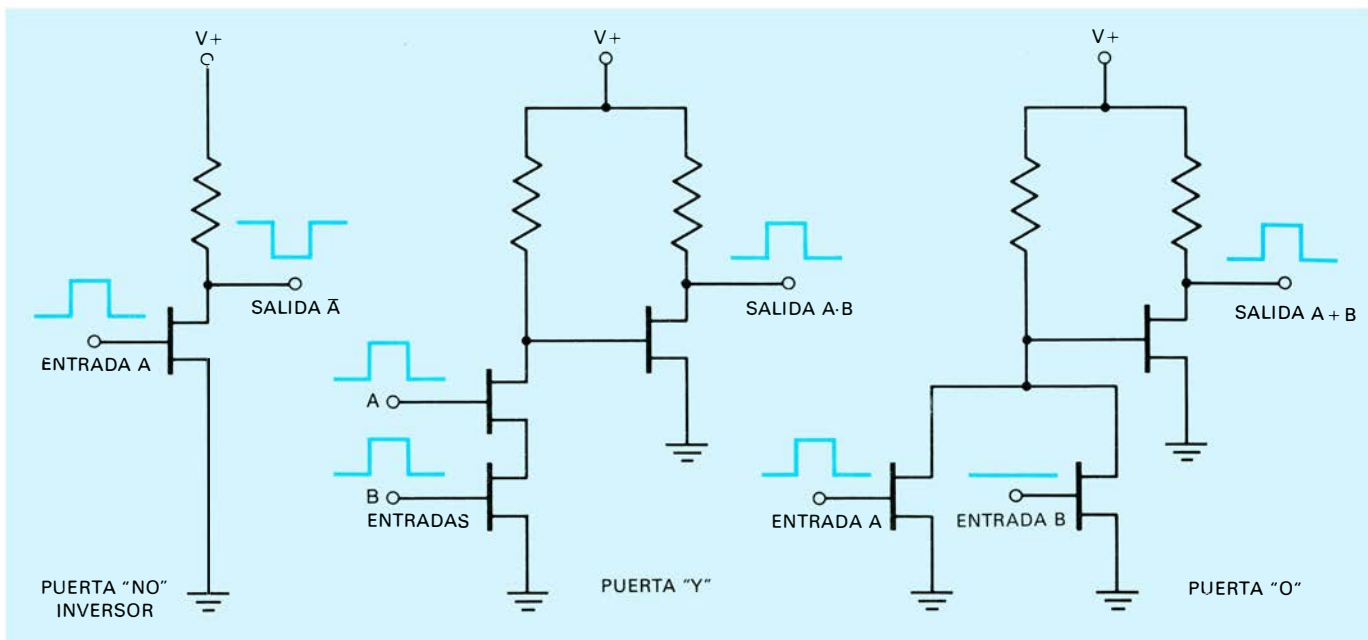 V+
SALIDA Ā
ENTRADA A
PUERTA "NO"
INVERSOR
V+
SALIDA A·B
A
B
ENTRADAS
PUERTA "Y"
V+
SALIDA A + B
ENTRADA A
ENTRADA B
PUERTA "O"